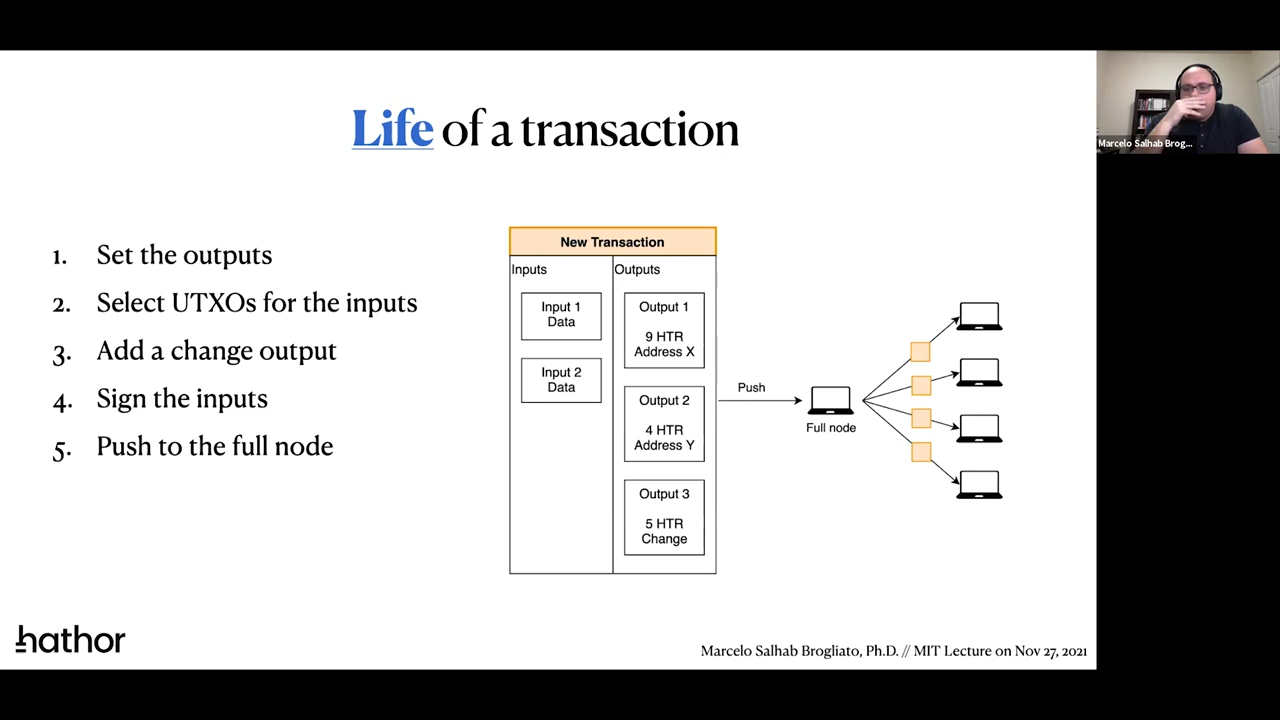 Life of a transaction
Marcelo Salhab Brog...
1. Set the outputs
2. Select UTXOs for the inputs
3. Add a change output
4. Sign the inputs
5. Push to the full node
New Transaction
Inputs
Input 1
Data
Input 2
Data
Outputs
Output 1
9 HTR
Address X
Output 2
4 HTR
Address Y
Output 3
5 HTR
Change
Push
Full node
hathor
Marcelo Salhab Brogliato, Ph.D. // MIT Lecture on Nov 27, 2021